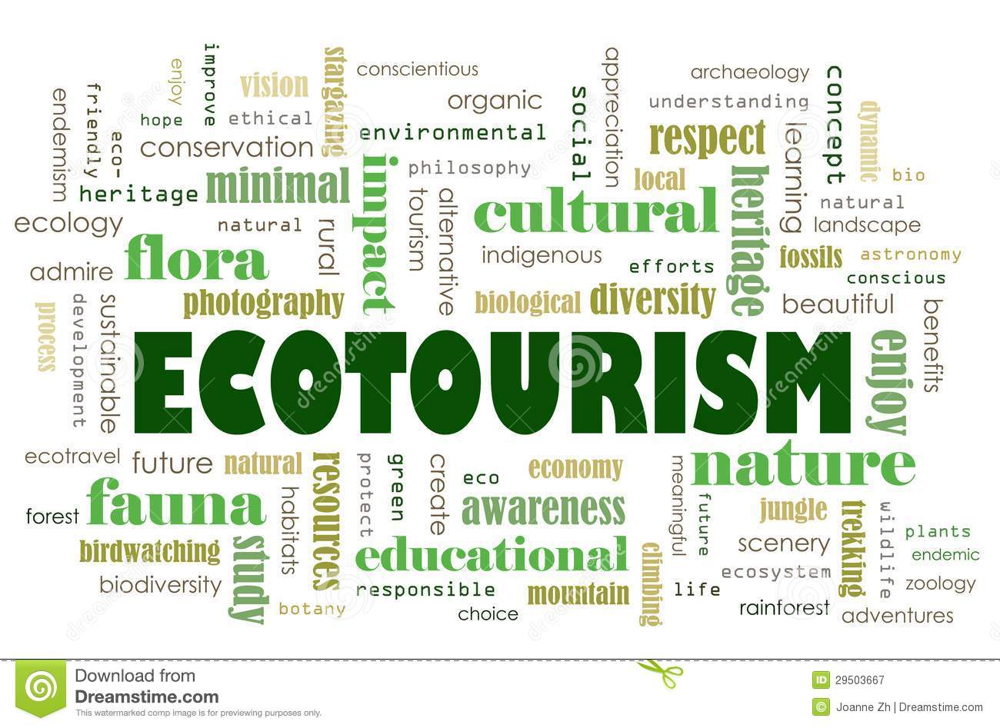 improve
enjoy
vision
stargazing
conscientious
appreciation
archaeology
concept
endemism
friendly
eco-
hope
ethical
organic
social
understanding
dynamic
conservation
environmental
respect
learning
heritage
minimal
impact
philosophy
local
heritage
bio
ecology
natural
rural
tourism
alternative
cultural
natural
landscape
flora
indigenous
efforts
fossils
astronomy
admire
conscious
photography
biological
diversity
beautiful
benefits
process
development
sustainable
ECOTOURISM
enjoy
ecotravel
future
natural
resources
protect
green
create
eco
economy
meaningful
nature
forest
fauna
habitats
awareness
future
jungle
trekking
wildlife
plants
birdwatching
study
educational
climbing
scenery
endemic
biodiversity
responsible
mountain
life
ecosystem
zoology
botany
choice
rainforest
adventures
Download from
Dreamstime.com
This watermarked comp image is for previewing purposes only.
ID 29503667
© Joanne Zh | Dreamstime.com